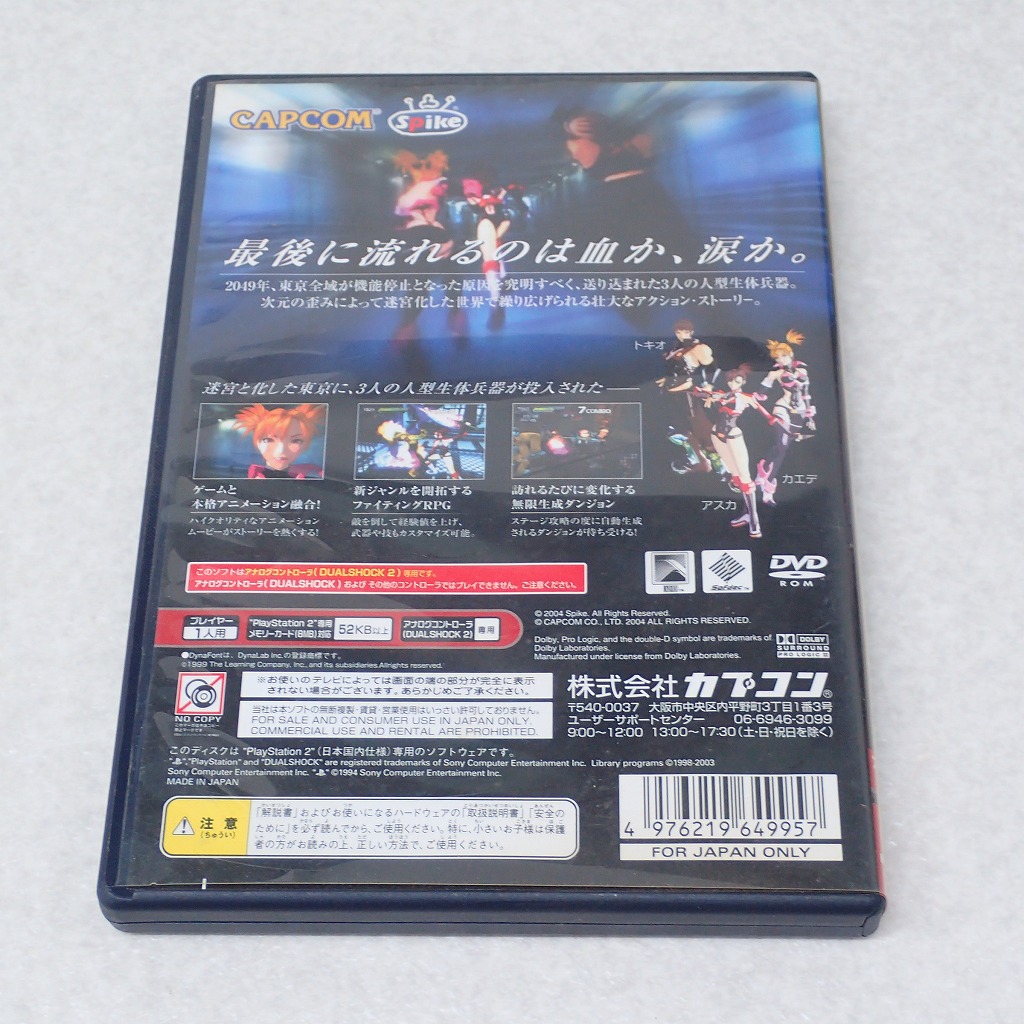 CAPCOM®
Spike
最後に流れるのは血か、涙か。
2049年、東京全域が機能停止となった原因を究明すべく、送り込まれた3人の人型生体兵器。
次元の歪みによって迷宮化した世界で繰り広げられる壮大なアクション・ストーリー。
トキオ
カエデ
アスカ
迷宮と化した東京に、3人の人型生体兵器が投入された――
7COMBO
ゲームと
本格アニメーション融合!
ハイクオリティなアニメーション
ムービーがストーリーを熱くする!
新ジャンルを開拓する
ファイティングRPG
敵を倒して経験値を上げ、
武器や技もカスタマイズ可能。
訪れるたびに変化する
無限生成ダンジョン
ステージ攻略の度に自動生成
されるダンジョンが待ち受ける!
このソフトはアナログコントローラ(DUALSHOCK 2)専用です。
アナログコントローラ(DUALSHOCK)および その他のコントローラではプレイできません。ご注意ください。
Sofdec™
DVD
ROM
プレイヤー
1人用
"PlayStation 2"専用
メモリーカード(8MB)対応
52KB以上
アナログコントローラ
(DUALSHOCK 2)
専用
© 2004 Spike. All Rights Reserved.
© CAPCOM CO., LTD. 2004 ALL RIGHTS RESERVED.
Dolby, Pro Logic, and the double-D symbol are trademarks of
Dolby Laboratories.
Manufactured under license from Dolby Laboratories.
DOLBY
SURROUND
PRO LOGIC II
●DynaFontは、DynaLab Inc.の登録商標です。
©1999 The Learning Company, Inc., and its subsidiaries.All rights reserved.
NO COPY
※お使いのテレビによっては画面の端の部分が完全に表示
されない場合がございます。あらかじめご了承ください。
当社は本ソフトの無断複製・賃貸・営業使用はいっさい許可しておりません。
FOR SALE AND CONSUMER USE IN JAPAN ONLY.
COMMERCIAL USE AND RENTAL ARE PROHIBITED.
株式会社カプコン®
〒540-0037 大阪市中央区内平野町3丁目1番3号
ユーザーサポートセンター 06-6946-3099
9:00~12:00 13:00~17:30(土・日・祝日を除く)
このディスクは "PlayStation 2"(日本国内仕様)専用のソフトウェアです。
"PlayStation" and "DUALSHOCK" are registered trademarks of Sony Computer Entertainment Inc. Library programs ©1998-2003
Sony Computer Entertainment Inc. ©1994 Sony Computer Entertainment Inc.
MADE IN JAPAN
注意
(ちゅうい)
「解説書」およびお使いになるハードウェアの「取扱説明書」「安全の
ために」を必ず読んでから、ご使用ください。特に、小さいお子様は保護
者の方がお読みの上、正しい方法で、ご使用ください。
4 976219 649957
FOR JAPAN ONLY